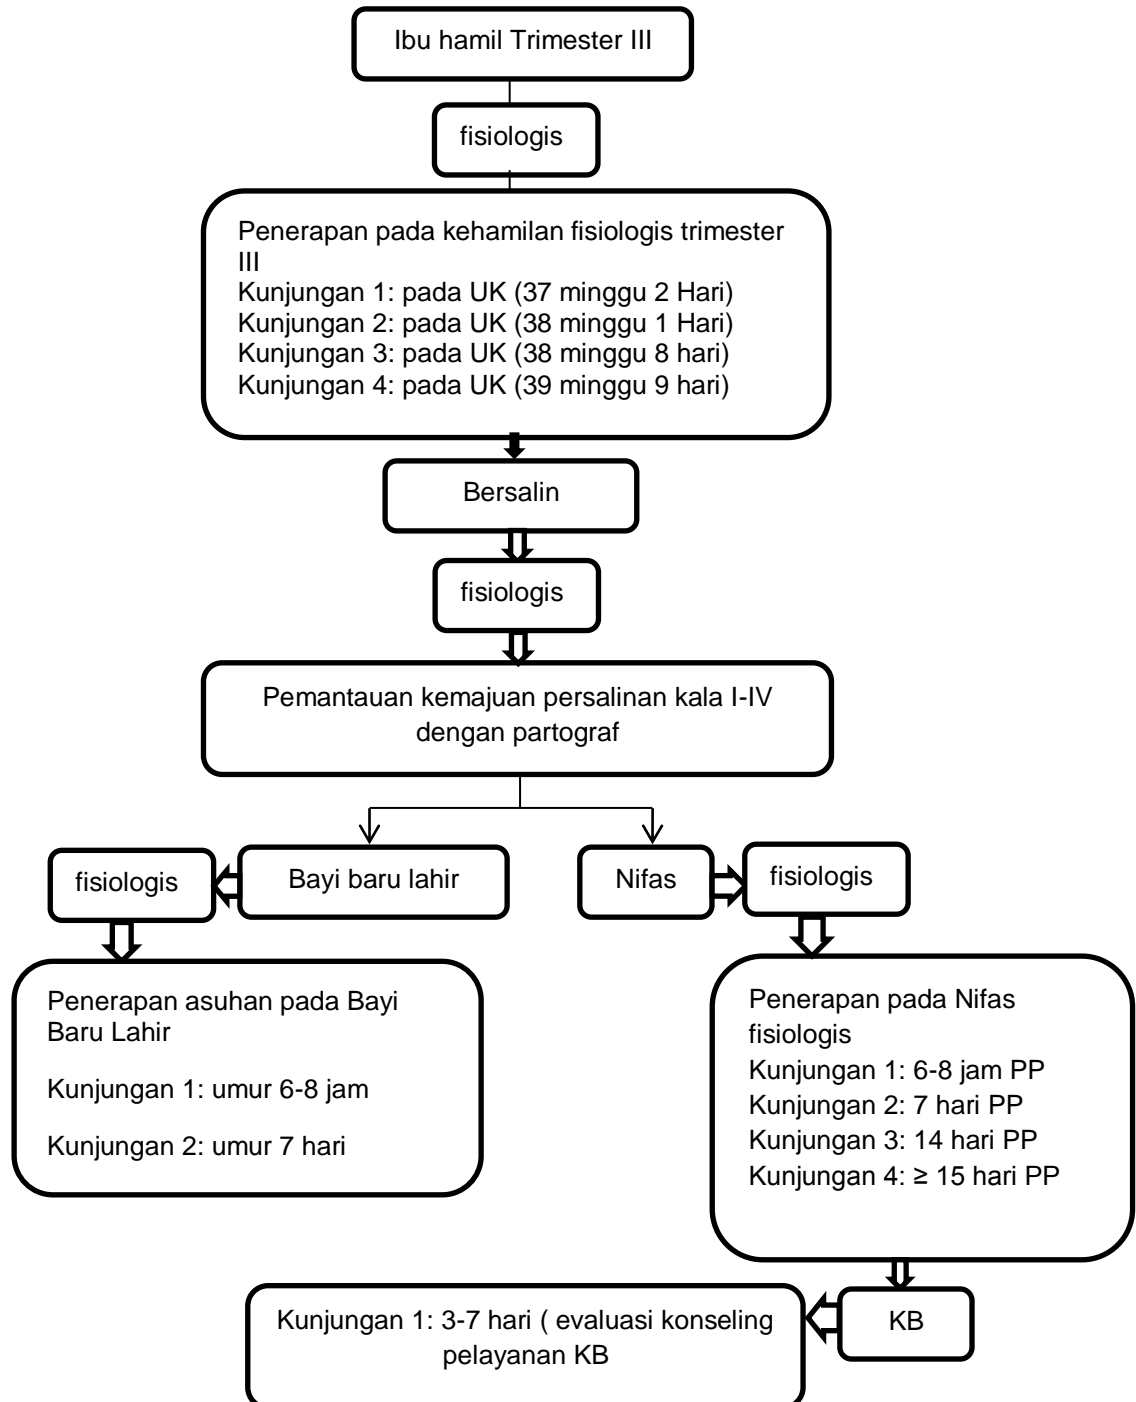 Ibu hamil Trimester III
fisiologis
Penerapan pada kehamilan fisiologis trimester
III
Kunjungan 1: pada UK (37 minggu 2 Hari)
Kunjungan 2: pada UK (38 minggu 1 Hari)
Kunjungan 3: pada UK (38 minggu 8 hari)
Kunjungan 4: pada UK (39 minggu 9 hari)
Bersalin
fisiologis
Pemantauan kemajuan persalinan kala I-IV
dengan partograf
fisiologis
Bayi baru lahir
Nifas
fisiologis
Penerapan asuhan pada Bayi
Baru Lahir
Kunjungan 1: umur 6-8 jam
Kunjungan 2: umur 7 hari
Penerapan pada Nifas
fisiologis
Kunjungan 1: 6-8 jam PP
Kunjungan 2: 7 hari PP
Kunjungan 3: 14 hari PP
Kunjungan 4: ≥ 15 hari PP
Kunjungan 1: 3-7 hari ( evaluasi konseling
pelayanan KB
KB